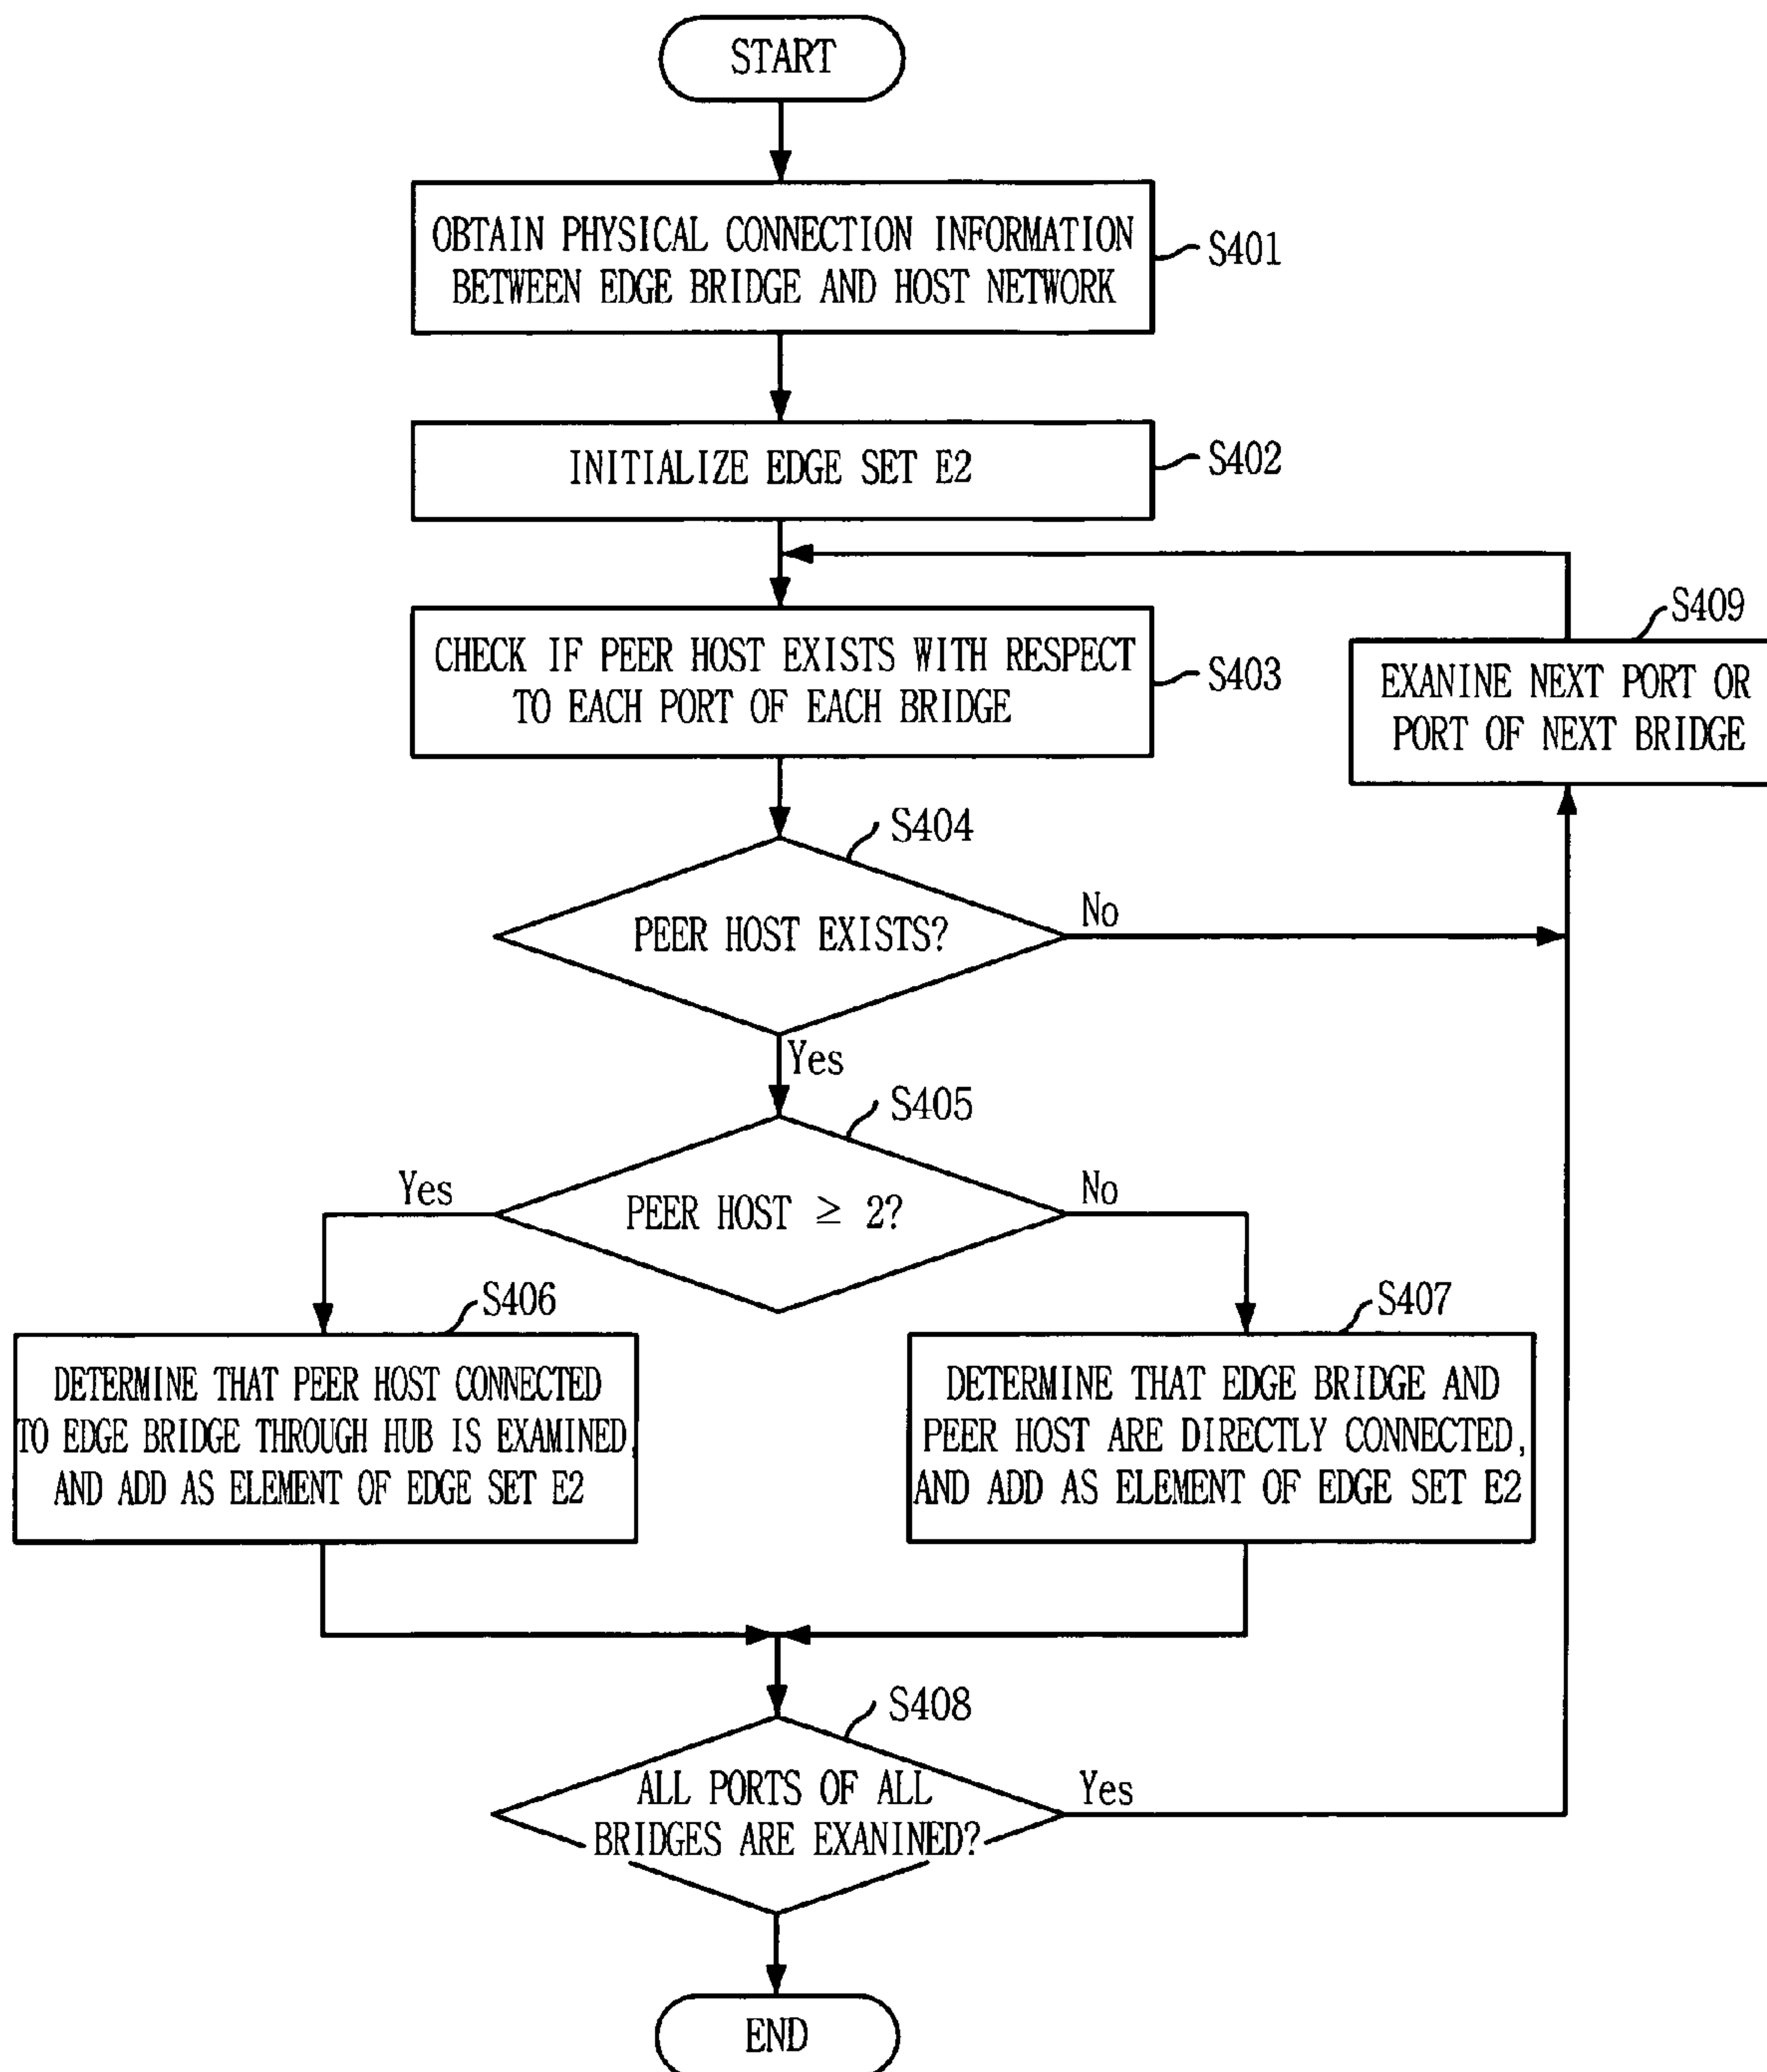 START
OBTAIN PHYSICAL CONNECTION INFORMATION
BETWEEN EDGE BRIDGE AND HOST NETWORK
S401
INITIALIZE EDGE SET E2
S402
CHECK IF PEER HOST EXISTS WITH RESPECT
TO EACH PORT OF EACH BRIDGE
S403
S409
EXANINE NEXT PORT OR
PORT OF NEXT BRIDGE
S404
PEER HOST EXISTS?
No
Yes
S405
PEER HOST ≥ 2?
Yes
No
S406
DETERMINE THAT PEER HOST CONNECTED
TO EDGE BRIDGE THROUGH HUB IS EXAMINED,
AND ADD AS ELEMENT OF EDGE SET E2
S407
DETERMINE THAT EDGE BRIDGE AND
PEER HOST ARE DIRECTLY CONNECTED,
AND ADD AS ELEMENT OF EDGE SET E2
S408
ALL PORTS OF ALL
BRIDGES ARE EXANINED?
Yes
END